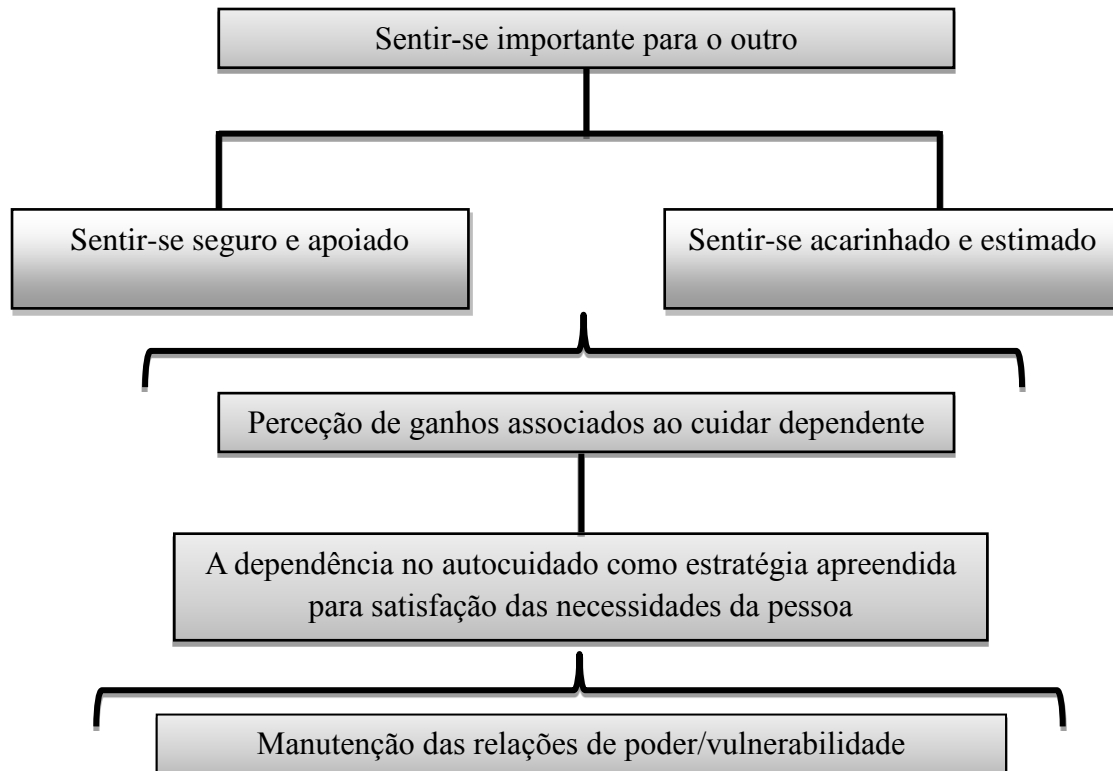 Sentir-se importante para o outro
Sentir-se seguro e apoiado
Sentir-se acarinhado e estimado
Perceção de ganhos associados ao cuidar dependente
A dependência no autocuidado como estratégia apreendida
para satisfação das necessidades da pessoa
Manutenção das relações de poder/vulnerabilidade